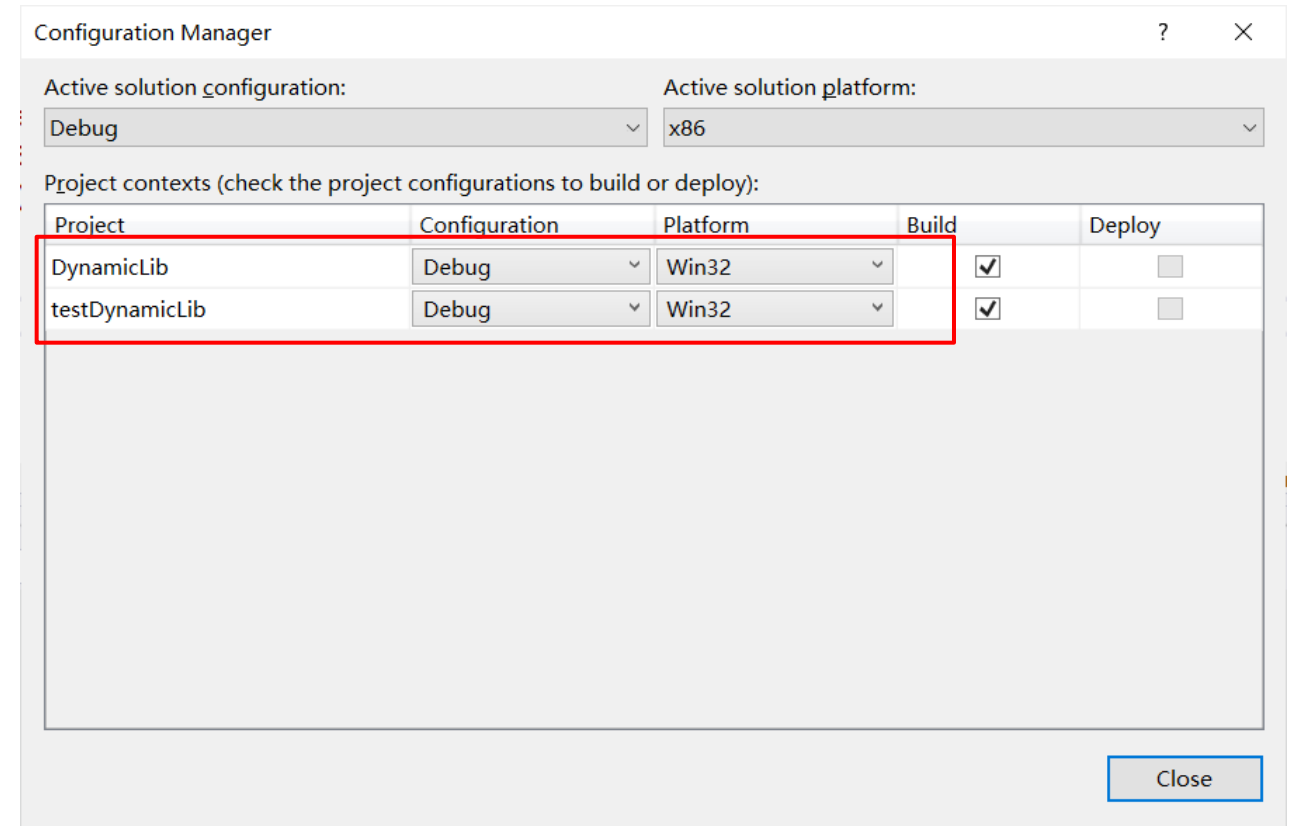 Configuration Manager ?
Active solution configuration: Active solution platform:
Debug x86
Project contexts (check the project configurations to build or deploy):
Project Configuration Platform Build Deploy
DynamicLib Debug Win32
testDynamicLib Debug Win32
Close